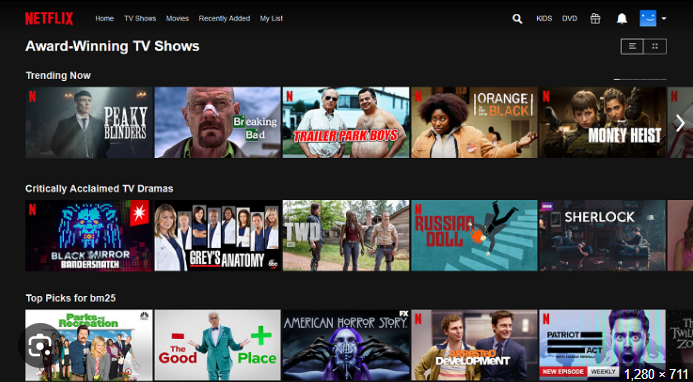 NETFLIX Home TV Shows Movies Recently Added My List KIDS DVD
Award-Winning TV Shows
Trending Now
N PEAKY BLINDERS
Breaking Bad
N TRAILER PARK BOYS
N ORANGE IS THE NEW BLACK
N MONEY HEIST
Critically Acclaimed TV Dramas
N BLACK MIRROR BANDERSNATCH
GREY'S ANATOMY abc
TWD
N RUSSIAN DOLL
BBC SHERLOCK
Top Picks for bm25
Parks and Recreation NBC
The Good Place
AMERICAN HORROR STORY FX
N ARRESTED DEVELOPMENT
N PATRIOT ACT
NEW EPISODE WEEKLY
1,280 × 711